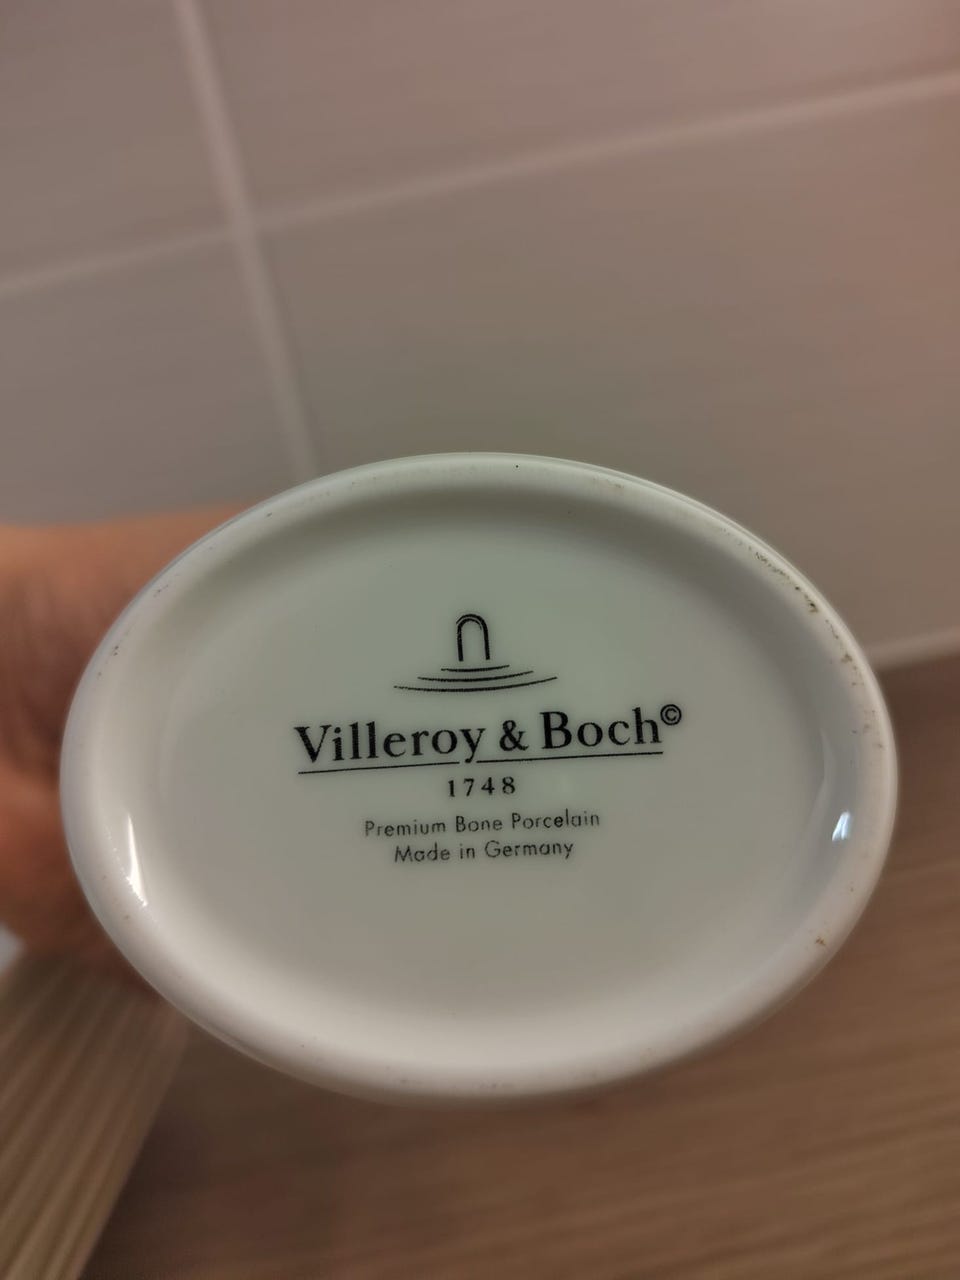 Villeroy & Boch©
1748
Premium Bone Porcelain
Made in Germany